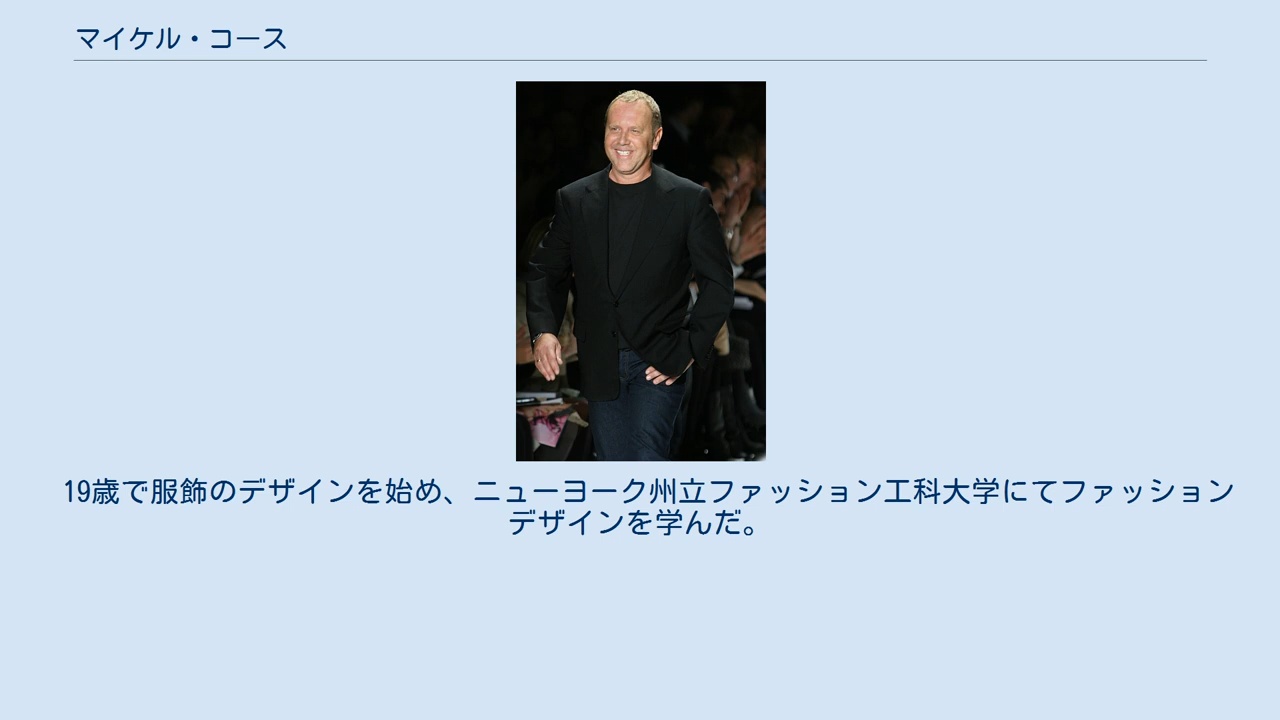 マイケル・コース
19歳で服飾のデザインを始め、ニューヨーク州立ファッション工科大学にてファッション
デザインを学んだ。